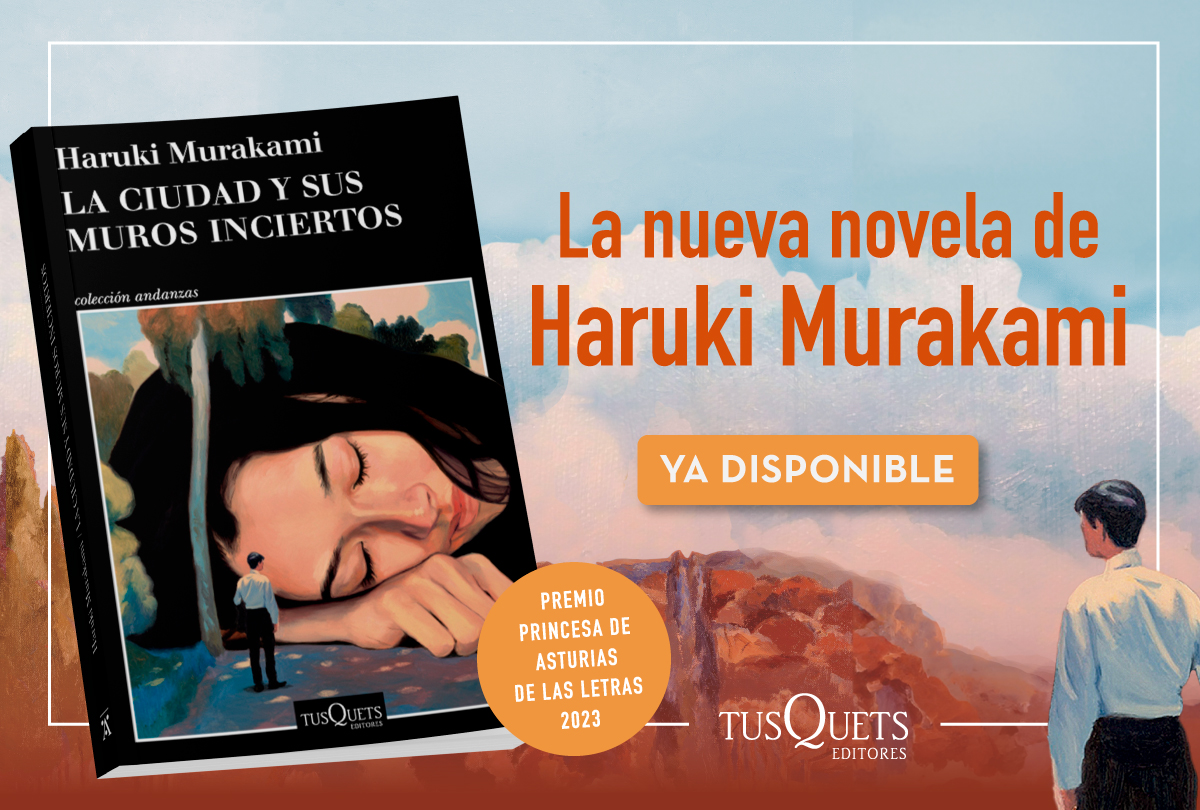 Haruki Murakami
LA CIUDAD Y SUS
MUROS INCIERTOS
colección andanzas
TUSQUETS
EDITORES
La nueva novela de
Haruki Murakami
YA DISPONIBLE
PREMIO
PRINCESA DE
ASTURIAS
DE LAS LETRAS
2023
TUSQUETS
EDITORES